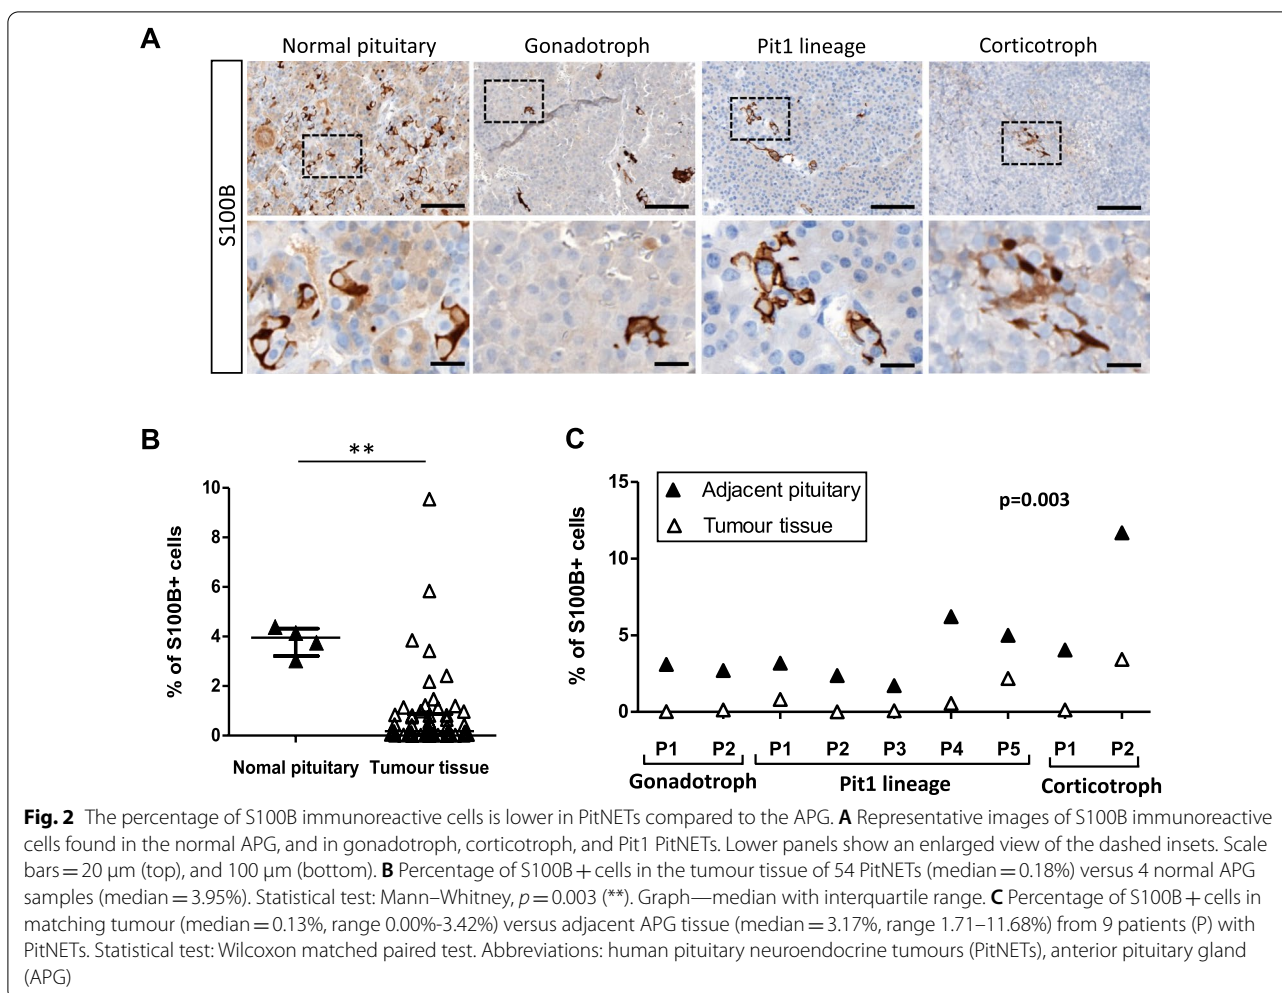 A
Normal pituitary
Gonadotroph
Pit1 lineage
Corticotroph
S100B
B
**
% of S100B+ cells
10
8
6
4
2
0
Nomal pituitary
Tumour tissue
C
Adjacent pituitary
Tumour tissue
p=0.003
% of S100B+ cells
15
10
5
0
P1 P2 P1 P2 P3 P4 P5 P1 P2
Gonadotroph
Pit1 lineage
Corticotroph
Fig. 2 The percentage of S100B immunoreactive cells is lower in PitNETs compared to the APG. A Representative images of S100B immunoreactive
cells found in the normal APG, and in gonadotroph, corticotroph, and Pit1 PitNETs. Lower panels show an enlarged view of the dashed insets. Scale
bars = 20 μm (top), and 100 μm (bottom). B Percentage of S100B + cells in the tumour tissue of 54 PitNETs (median = 0.18%) versus 4 normal APG
samples (median = 3.95%). Statistical test: Mann–Whitney, p = 0.003 (**). Graph—median with interquartile range. C Percentage of S100B + cells in
matching tumour (median = 0.13%, range 0.00%-3.42%) versus adjacent APG tissue (median = 3.17%, range 1.71–11.68%) from 9 patients (P) with
PitNETs. Statistical test: Wilcoxon matched paired test. Abbreviations: human pituitary neuroendocrine tumours (PitNETs), anterior pituitary gland
(APG)